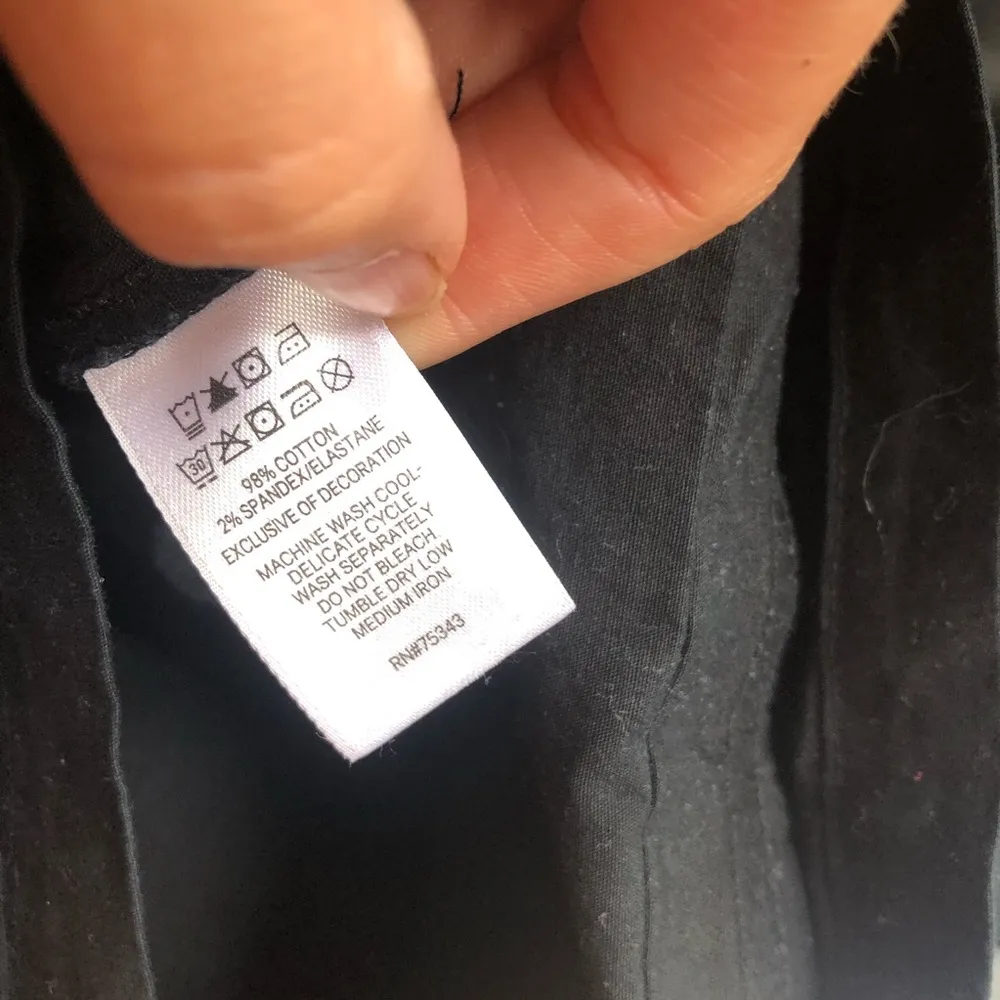 30
98% COTTON
2% SPANDEX/ELASTANE
EXCLUSIVE OF DECORATION
MACHINE WASH COOL-
DELICATE CYCLE
WASH SEPARATELY
DO NOT BLEACH,
TUMBLE DRY LOW
MEDIUM IRON
RN#75343